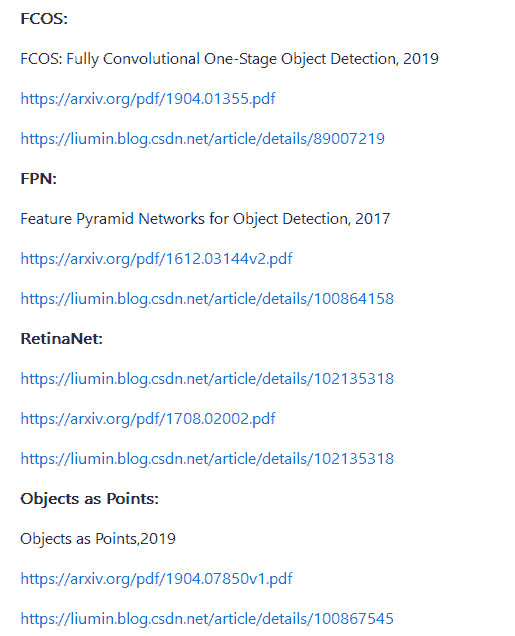 FCOS:
FCOS: Fully Convolutional One-Stage Object Detection, 2019
https://arxiv.org/pdf/1904.01355.pdf
https://liumin.blog.csdn.net/article/details/89007219
FPN:
Feature Pyramid Networks for Object Detection, 2017
https://arxiv.org/pdf/1612.03144v2.pdf
https://liumin.blog.csdn.net/article/details/100864158
RetinaNet:
https://liumin.blog.csdn.net/article/details/102135318
https://arxiv.org/pdf/1708.02002.pdf
https://liumin.blog.csdn.net/article/details/102135318
Objects as Points:
Objects as Points,2019
https://arxiv.org/pdf/1904.07850v1.pdf
https://liumin.blog.csdn.net/article/details/100867545